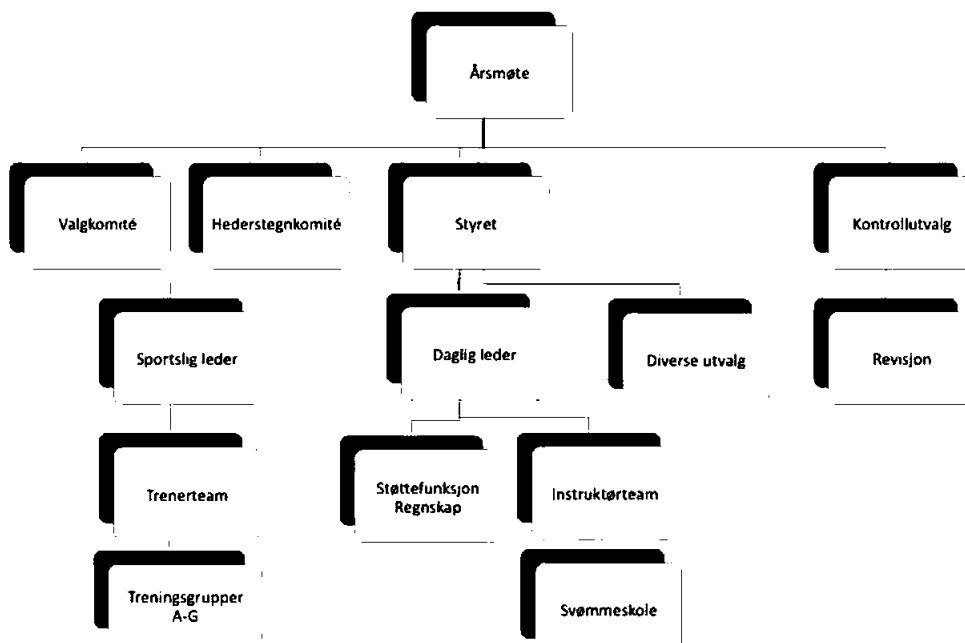 Årsmøte
Valgkomité
Hederstegnkomité
Styret
Kontrollutvalg
Sportslig leder
Daglig leder
Diverse utvalg
Revisjon
Trenerteam
Støttefunksjon
Regnskap
Instruktørteam
Treningsgrupper
A-G
Svømmeskole